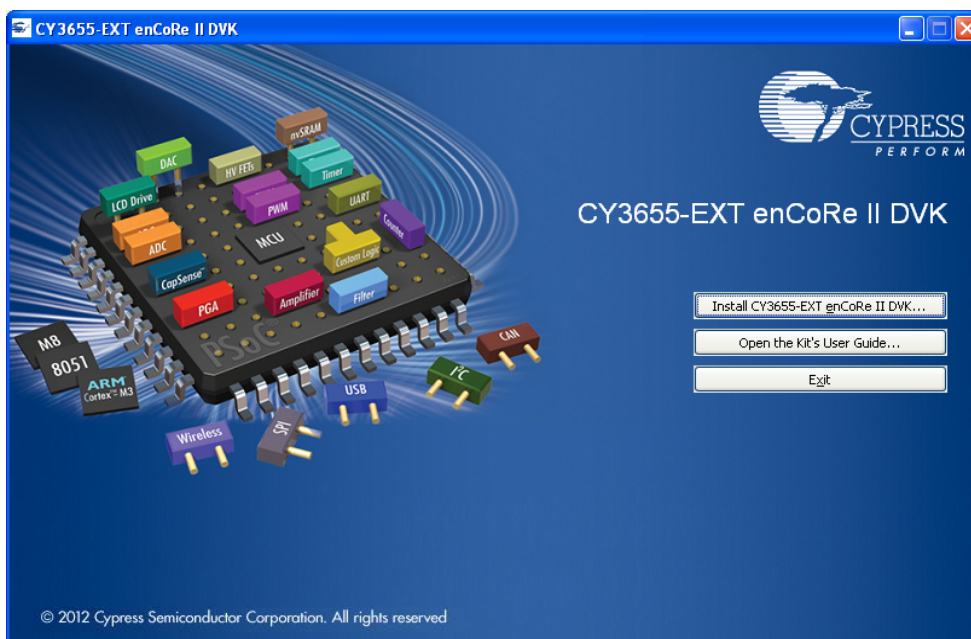 CY3655-EXT enCoRe II DVK
CYPRESS
PERFORM
CY3655-EXT enCoRe II DVK
Install CY3655-EXT enCoRe II DVK...
Open the Kit's User Guide...
Exit
nvSRAM
DAC
HV FETs
Timer
LCD Drive
PWM
UART
ADC
MCU
Counter
Custom Logic
CapSense™
PGA
Amplifier
Filter
PSoC
M8
8051
ARM
Cortex™-M3
CAN
I²C
USB
SPI
Wireless
© 2012 Cypress Semiconductor Corporation. All rights reserved